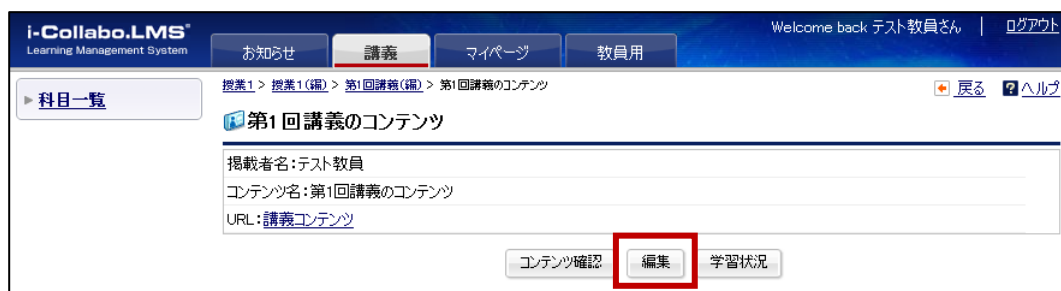 i-Collabo.LMS
Learning Management System
Welcome back テスト教員さん | ログアウト
お知らせ 講義 マイページ 教員用
科目一覧
授業1 > 授業1(編) > 第1回講義(編) > 第1回講義のコンテンツ
戻る ?ヘルプ
第1回講義のコンテンツ
掲載者名:テスト教員
コンテンツ名:第1回講義のコンテンツ
URL:講義コンテンツ
コンテンツ確認 編集 学習状況